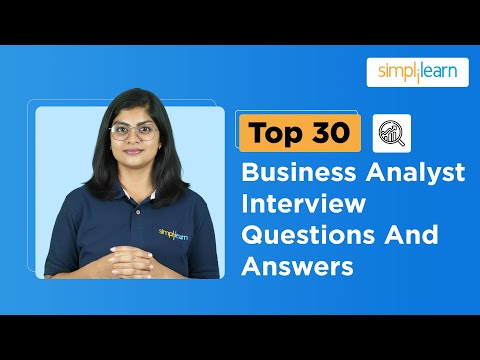 simplilearn
Top 30
Business Analyst
Interview
Questions And
Answers
simplilearn